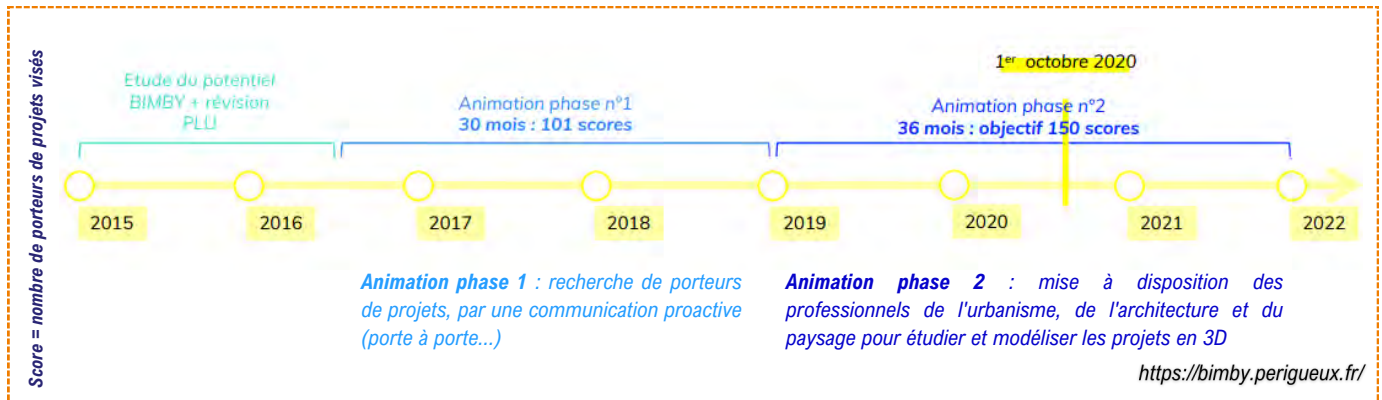 Score = nombre de porteurs de projets visés
Etude du potentiel
BIMBY + révision
PLU
Animation phase n°1
30 mois : 101 scores
1er octobre 2020
Animation phase n°2
36 mois : objectif 150 scores
2015
2016
2017
2018
2019
2020
2021
2022
Animation phase 1 : recherche de porteurs
de projets, par une communication proactive
(porte à porte...)
Animation phase 2 : mise à disposition des
professionnels de l'urbanisme, de l'architecture et du
paysage pour étudier et modéliser les projets en 3D
https://bimby.perigueux.fr/